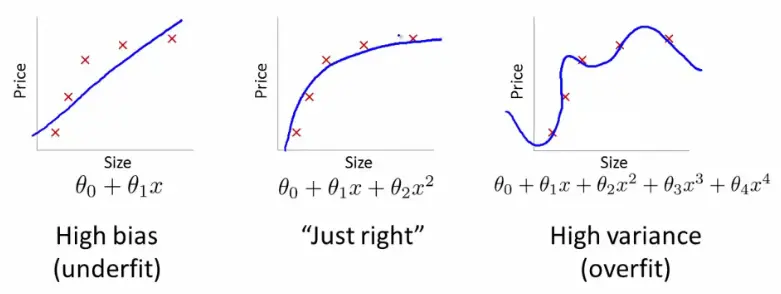 Price
Size
θ₀ + θ₁x
High bias
(underfit)
Price
Size
θ₀ + θ₁x + θ₂x²
“Just right”
Price
Size
θ₀ + θ₁x + θ₂x² + θ₃x³ + θ₄x⁴
High variance
(overfit)